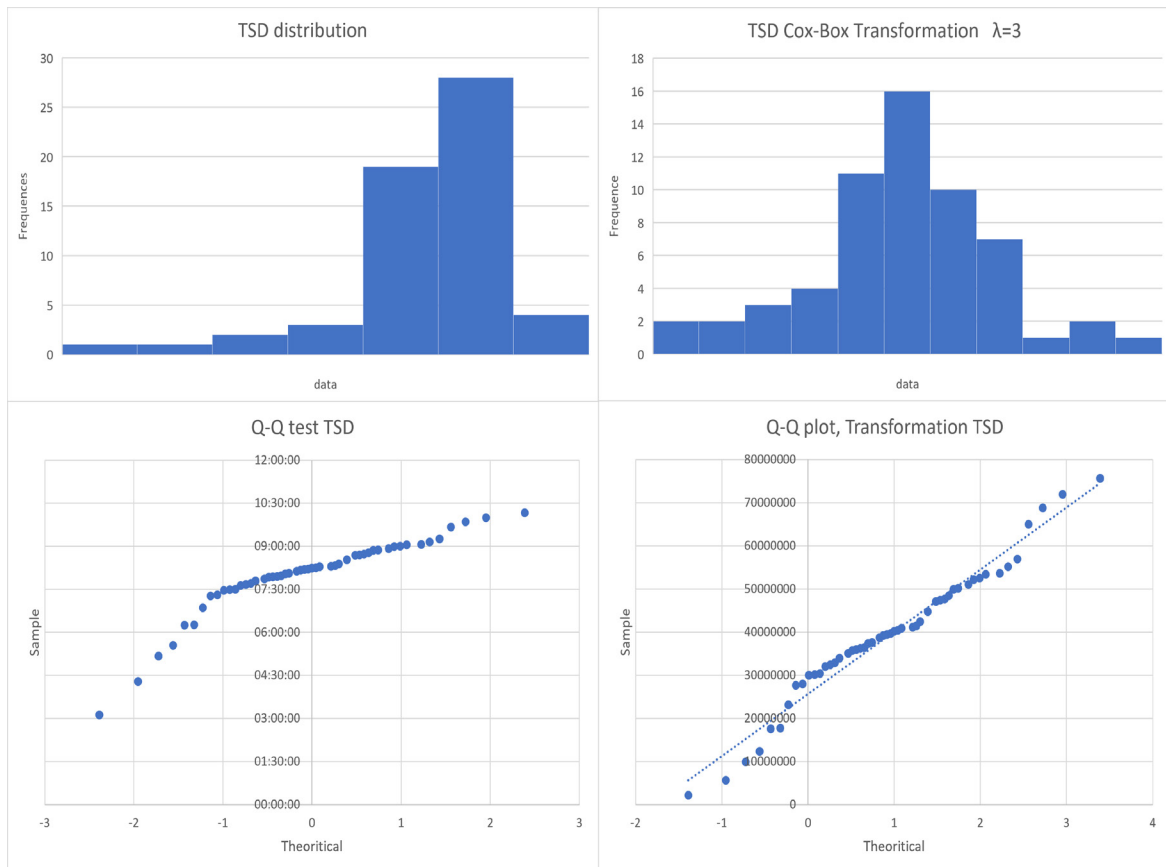 TSD distribution
30
25
20
15
10
5
0
Frequences
data
TSD Cox-Box Transformation λ=3
18
16
14
12
10
8
6
4
2
0
Frequence
data
Q-Q test TSD
12:00:00
10:30:00
09:00:00
07:30:00
06:00:00
04:30:00
03:00:00
01:30:00
00:00:00
Sample
-3 -2 -1 0 1 2 3
Theoritical
Q-Q plot, Transformation TSD
80000000
70000000
60000000
50000000
40000000
30000000
20000000
10000000
0
Sample
-2 -1 0 1 2 3 4
Theoritical